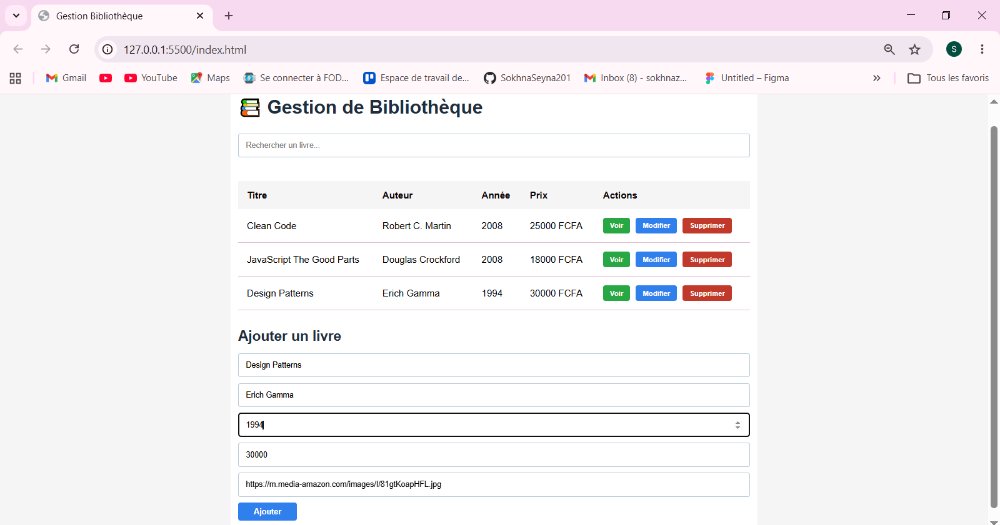 Gestion Bibliothèque
127.0.0.1:5500/index.html
S
Gmail YouTube Maps Se connecter à FOD... Espace de travail de... SokhnaSeyna201 Inbox (8) - sokhnaz... Untitled – Figma Tous les favoris
Gestion de Bibliothèque
Rechercher un livre...
Titre Auteur Année Prix Actions
Clean Code Robert C. Martin 2008 25000 FCFA Voir Modifier Supprimer
JavaScript The Good Parts Douglas Crockford 2008 18000 FCFA Voir Modifier Supprimer
Design Patterns Erich Gamma 1994 30000 FCFA Voir Modifier Supprimer
Ajouter un livre
Design Patterns
Erich Gamma
1994
30000
https://m.media-amazon.com/images/I/81gtKoapHFL.jpg
Ajouter